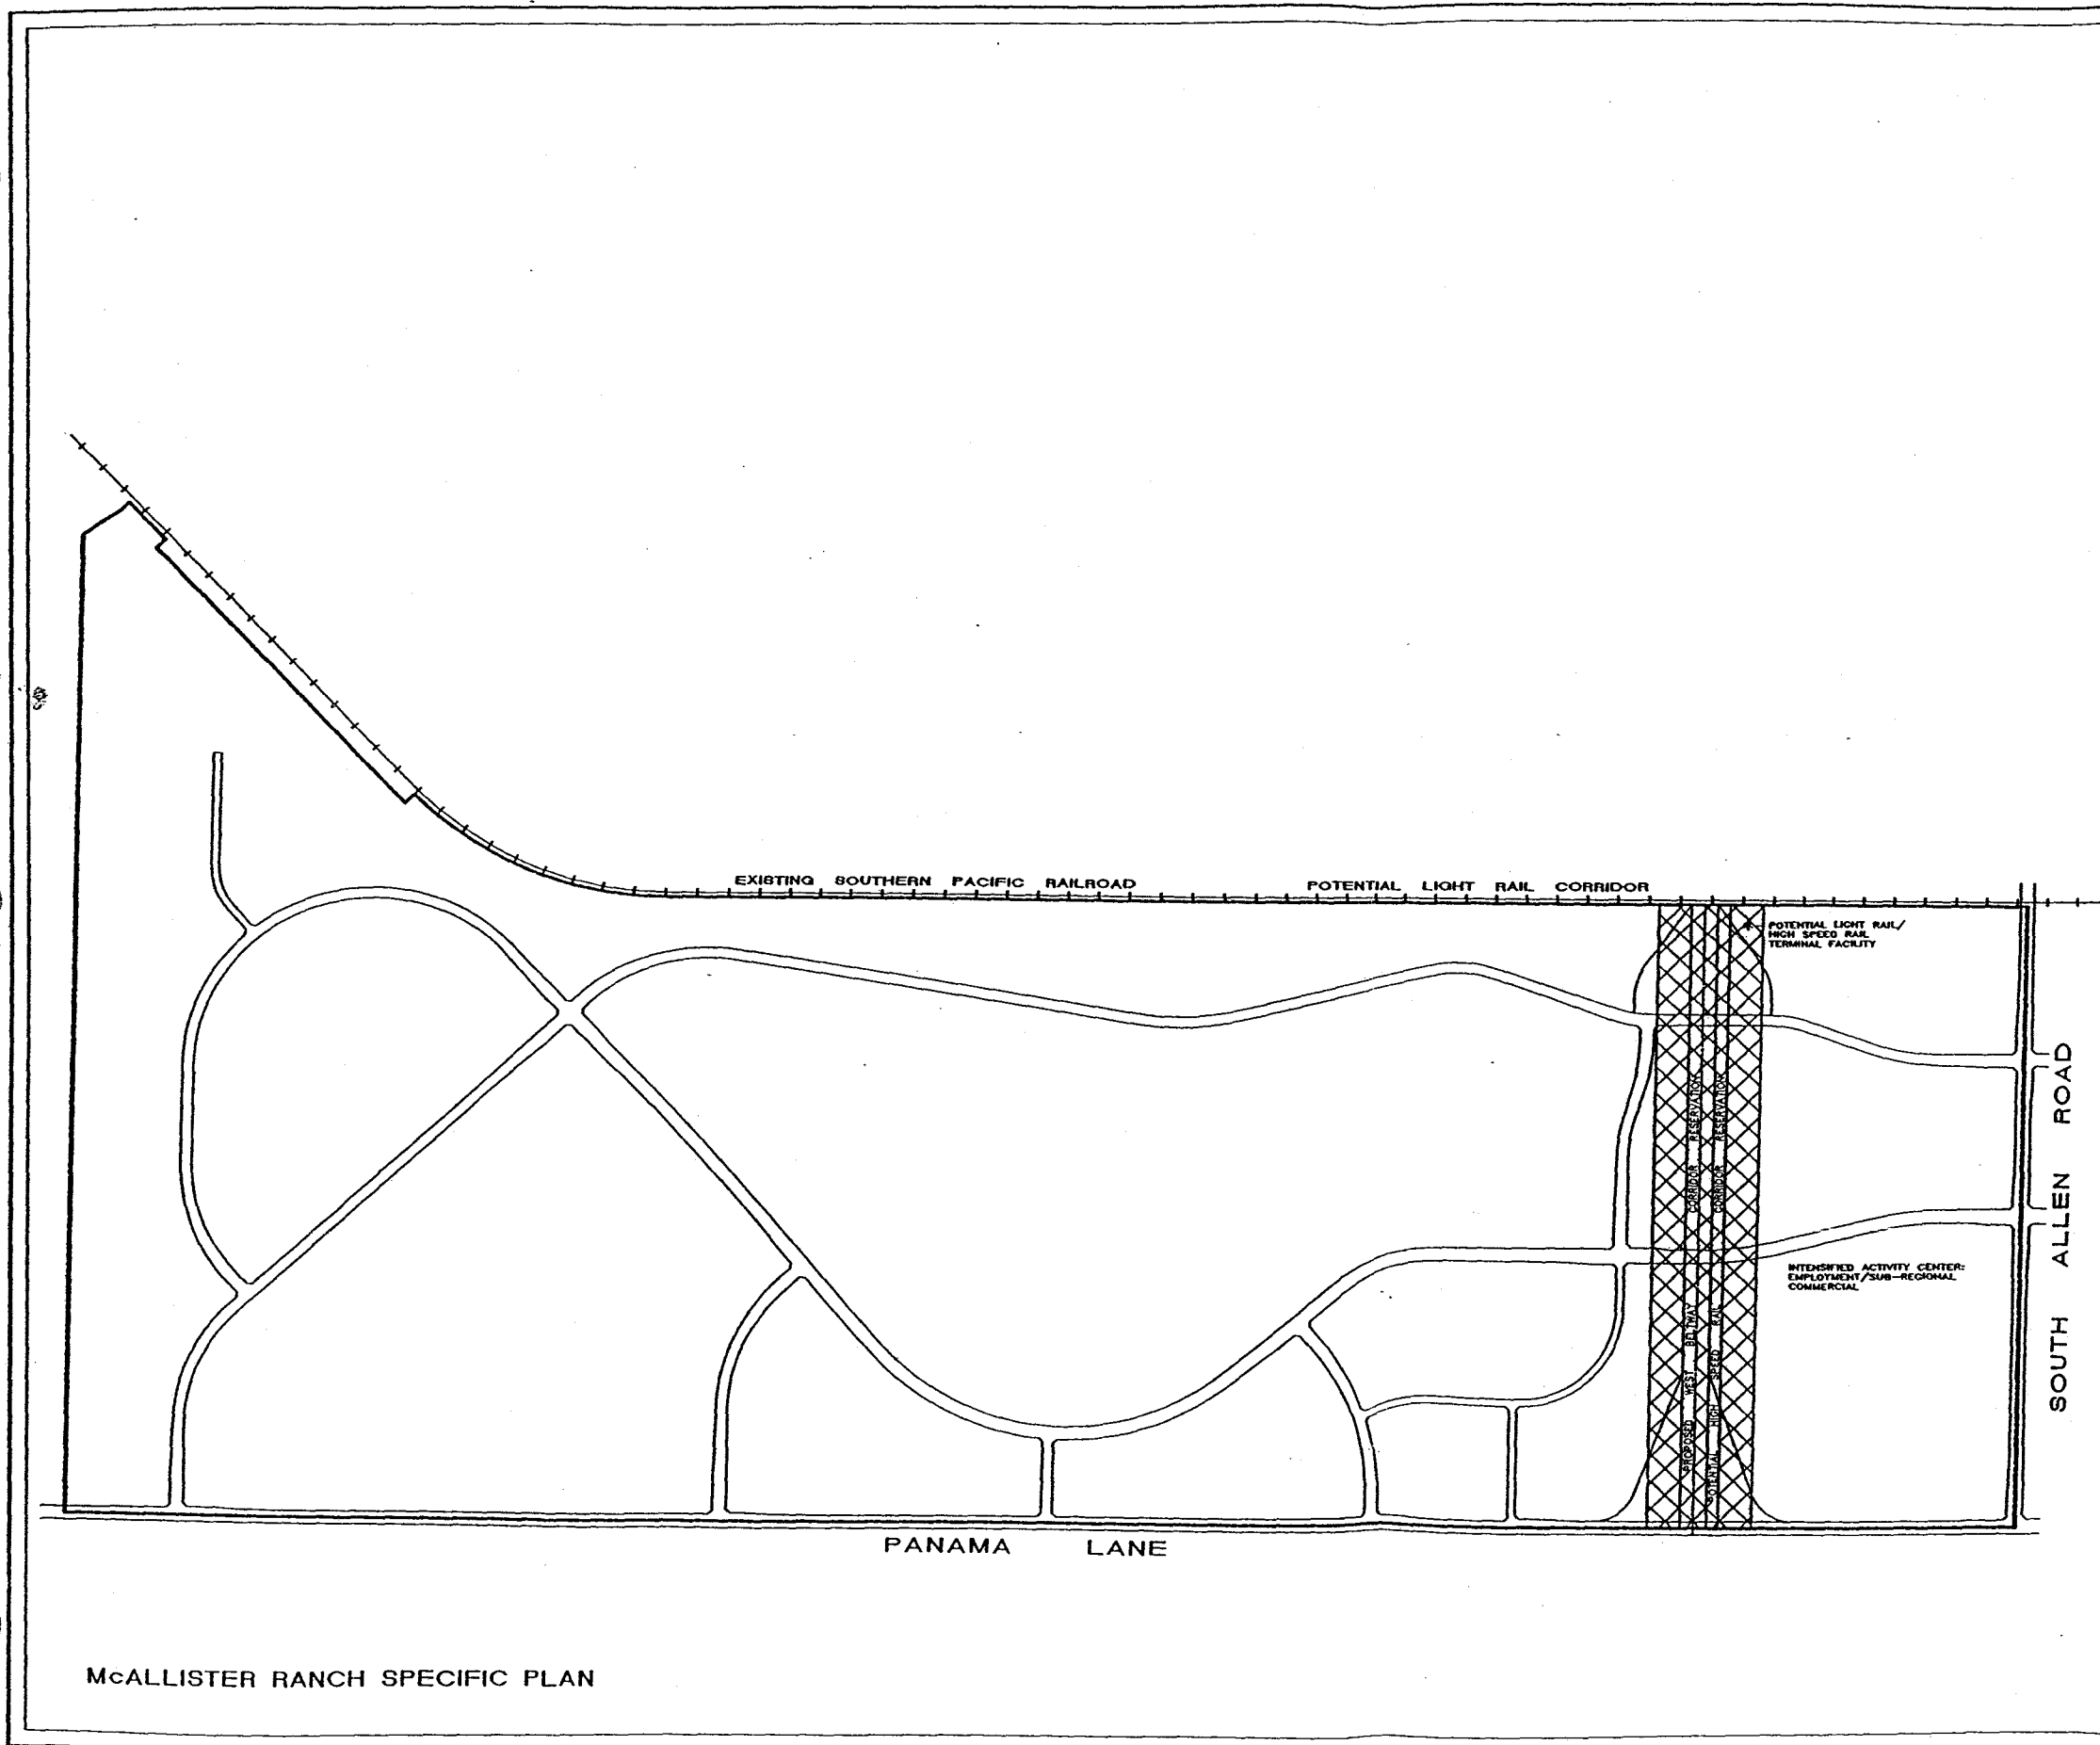 EXISTING SOUTHERN PACIFIC RAILROAD
POTENTIAL LIGHT RAIL CORRIDOR
POTENTIAL LIGHT RAIL/
HIGH SPEED RAIL
TERMINAL FACILITY
PROPOSED WEST BELTWAY CORRIDOR RESERVATION
POTENTIAL HIGH SPEED RAIL CORRIDOR RESERVATION
INTENSIFIED ACTIVITY CENTER:
EMPLOYMENT/SUB-REGIONAL
COMMERCIAL
SOUTH ALLEN ROAD
PANAMA LANE
McALLISTER RANCH SPECIFIC PLAN